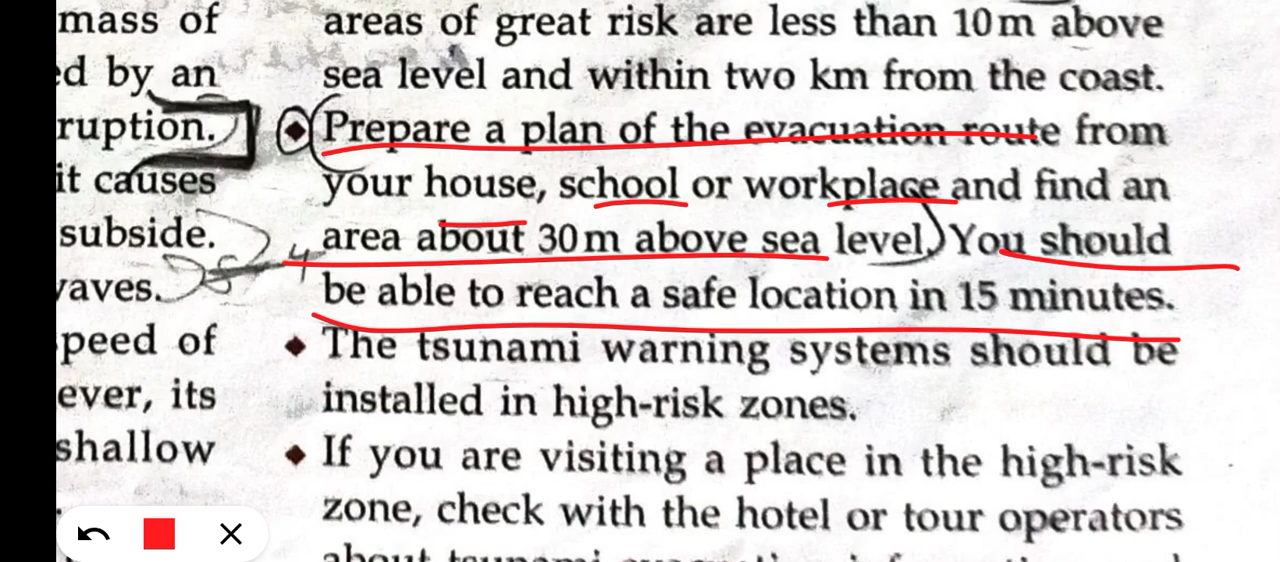 mass of
ed by an
ruption.
it causes
subside.
vaves.
peed of
ever, its
shallow
areas of great risk are less than 10 m above
sea level and within two km from the coast.
Prepare a plan of the evacuation route from
your house, school or workplace and find an
area about 30 m above sea level. You should
be able to reach a safe location in 15 minutes.
The tsunami warning systems should be
installed in high-risk zones.
If you are visiting a place in the high-risk
zone, check with the hotel or tour operators
about tsunami